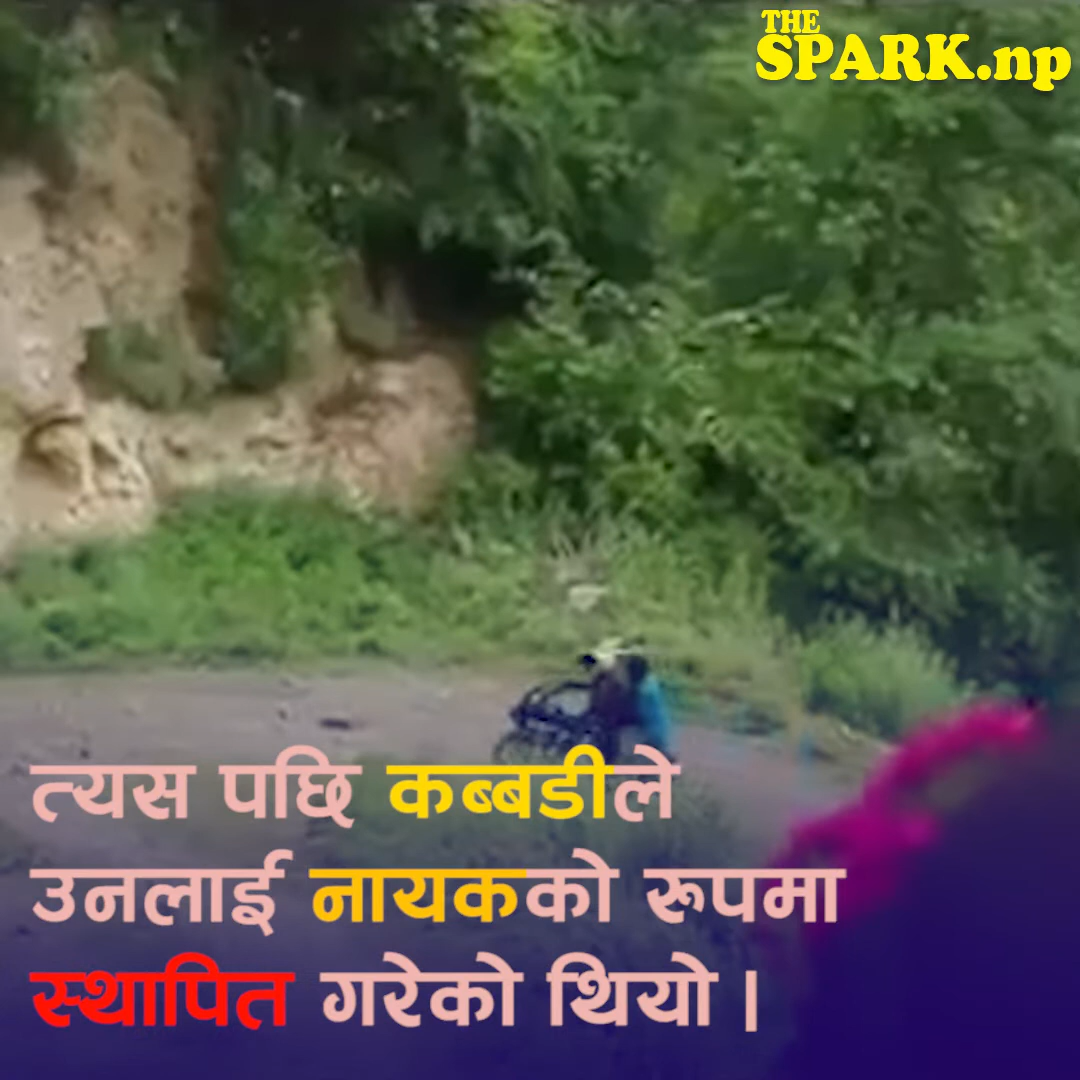 THE
SPARK.np
त्यस पछि कब्बडीले
उनलाई नायकको रूपमा
स्थापित गरेको थियो ।